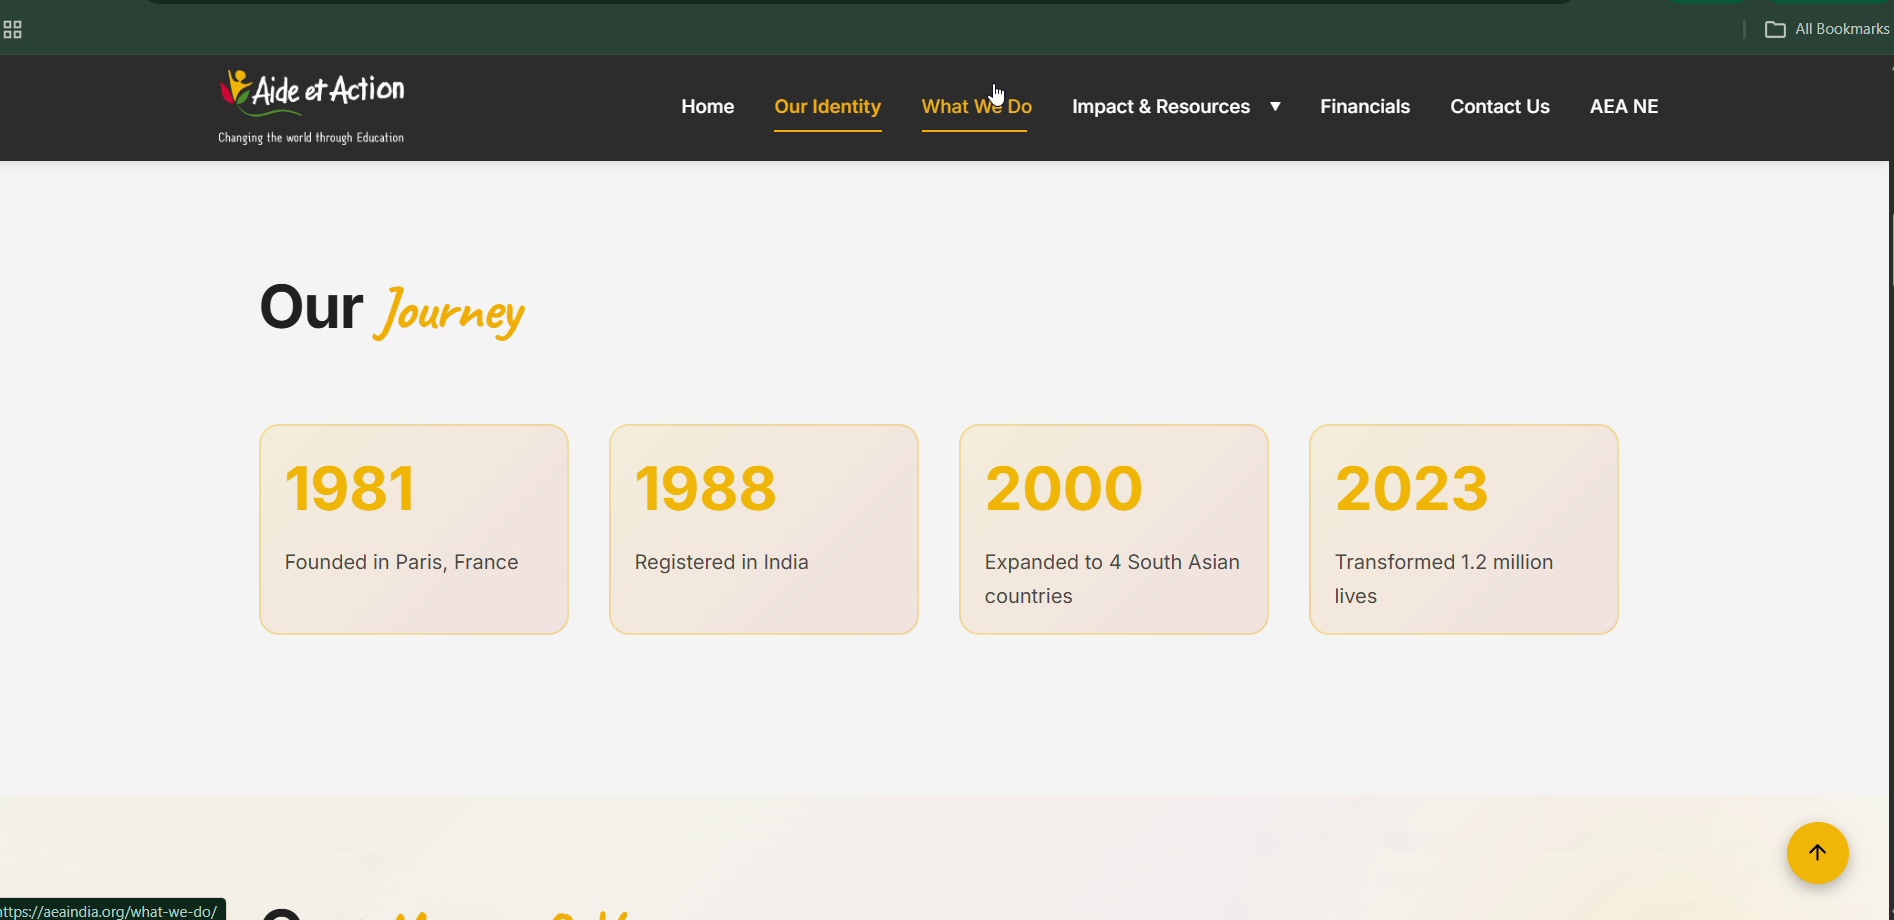 All Bookmarks
Aide et Action
Changing the world through Education
Home Our Identity What We Do Impact & Resources ▼ Financials Contact Us AEA NE
Our Journey
1981
Founded in Paris, France
1988
Registered in India
2000
Expanded to 4 South Asian
countries
2023
Transformed 1.2 million
lives
https://aeaindia.org/what-we-do/